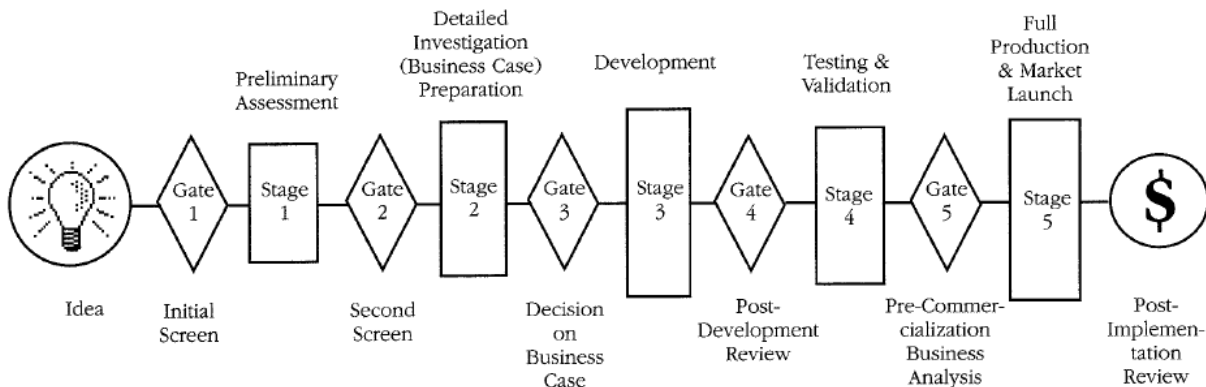 Detailed
Investigation
(Business Case)
Preparation
Full
Production
& Market
Launch
Preliminary
Assessment
Development
Testing &
Validation
Gate
1
Stage
1
Gate
2
Stage
2
Gate
3
Stage
3
Gate
4
Stage
4
Gate
5
Stage
5
$
Idea
Initial
Screen
Second
Screen
Decision
on
Business
Case
Post-
Development
Review
Pre-Commer-
cialization
Business
Analysis
Post-
Implemen-
tation
Review